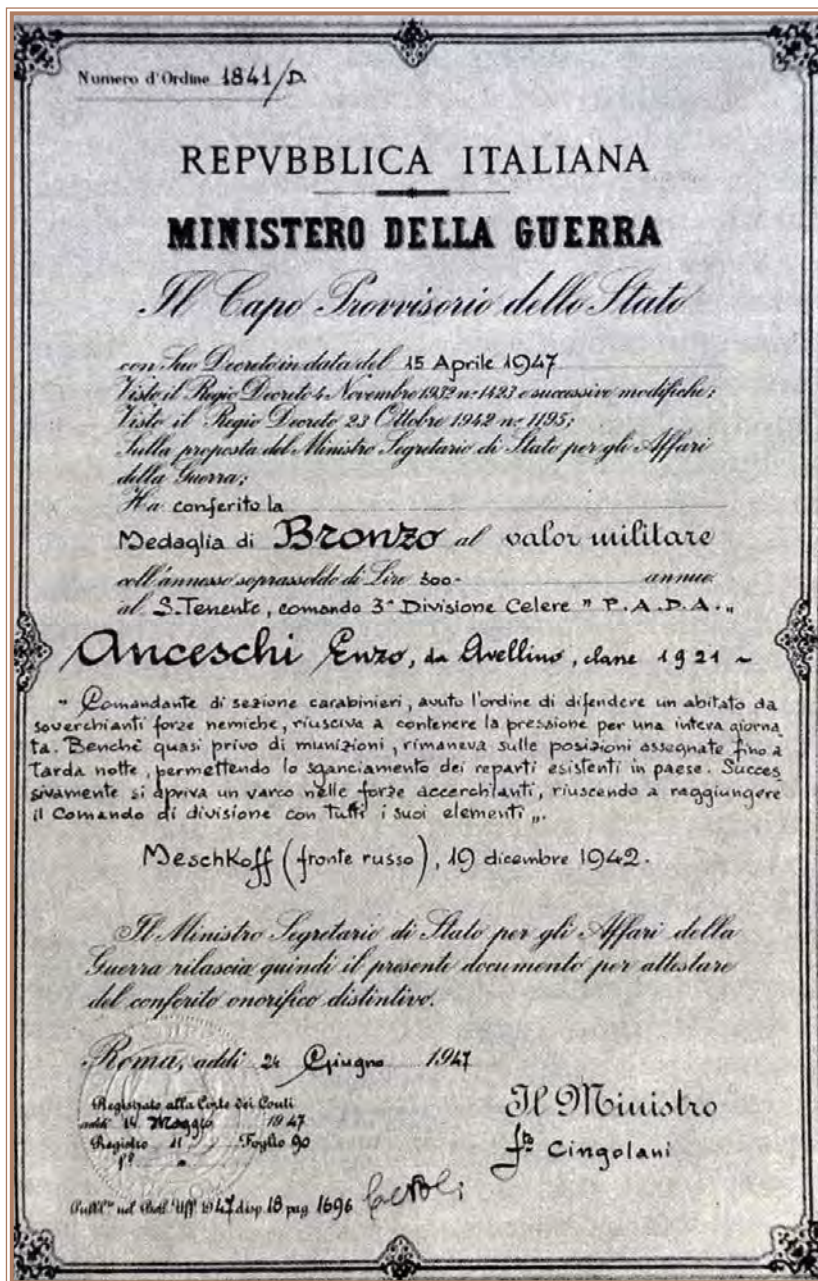 Numero d'Ordine 1841/D.
REPVBBLICA ITALIANA
MINISTERO DELLA GUERRA
Il Capo Provvisorio dello Stato
con Suo Decreto in data del 15 Aprile 1947
Visto il Regio Decreto 4 Novembre 1932 nº 1423 e successive modifiche;
Visto il Regio Decreto 23 Ottobre 1942 nº 1195;
Sulla proposta del Ministro Segretario di Stato per gli Affari
della Guerra;
Ha conferito la
Medaglia di Bronzo al valor militare
coll'annesso soprassoldo di Lire 300- annue
al S.Tenente, comando 3ª Divisione Celere " P.A.D.A. „
Anceschi Enzo, da Avellino, classe 1921 ~
" Comandante di sezione carabinieri, avuto l'ordine di difendere un abitato da
soverchianti forze nemiche, riusciva a contenere la pressione per una intera giorna
ta. Benchè quasi privo di munizioni, rimaneva sulle posizioni assegnate fino a
tarda notte, permettendo lo sganciamento dei reparti esistenti in paese. Succes
sivamente si apriva un varco nelle forze accerchianti, riuscendo a raggiungere
il Comando di divisione con tutti i suoi elementi „.
Meschkoff (fronte russo), 19 dicembre 1942.
Il Ministro Segretario di Stato per gli Affari della
Guerra rilascia quindi il presente documento per attestare
del conferito onorifico distintivo.
Roma, addì 24 Giugno 1947
Registrato alla Corte dei Conti
addì 14 Maggio 1947
Registro 11 Foglio 90
Il Ministro
fto Cingolani
Pubbl.to nel Boll. Uff. 1947 disp. 18 pag. 1696